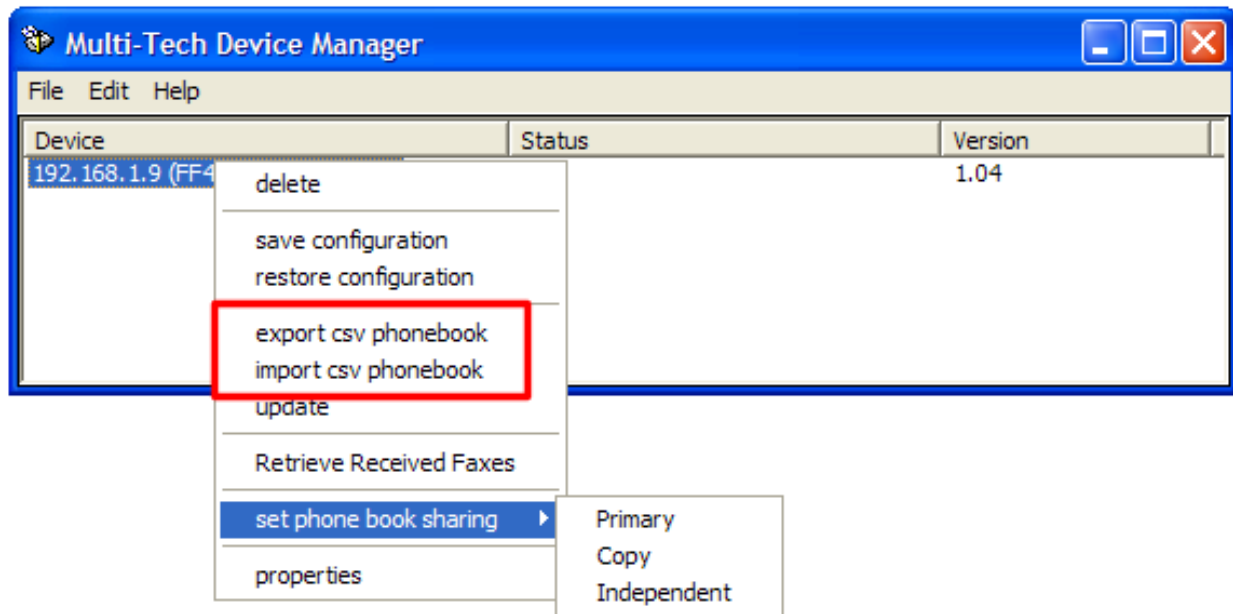 Multi-Tech Device Manager
File Edit Help
Device Status Version
192.168.1.9 (FF4 1.04
delete
save configuration
restore configuration
export csv phonebook
import csv phonebook
update
Retrieve Received Faxes
set phone book sharing
Primary
Copy
Independent
properties